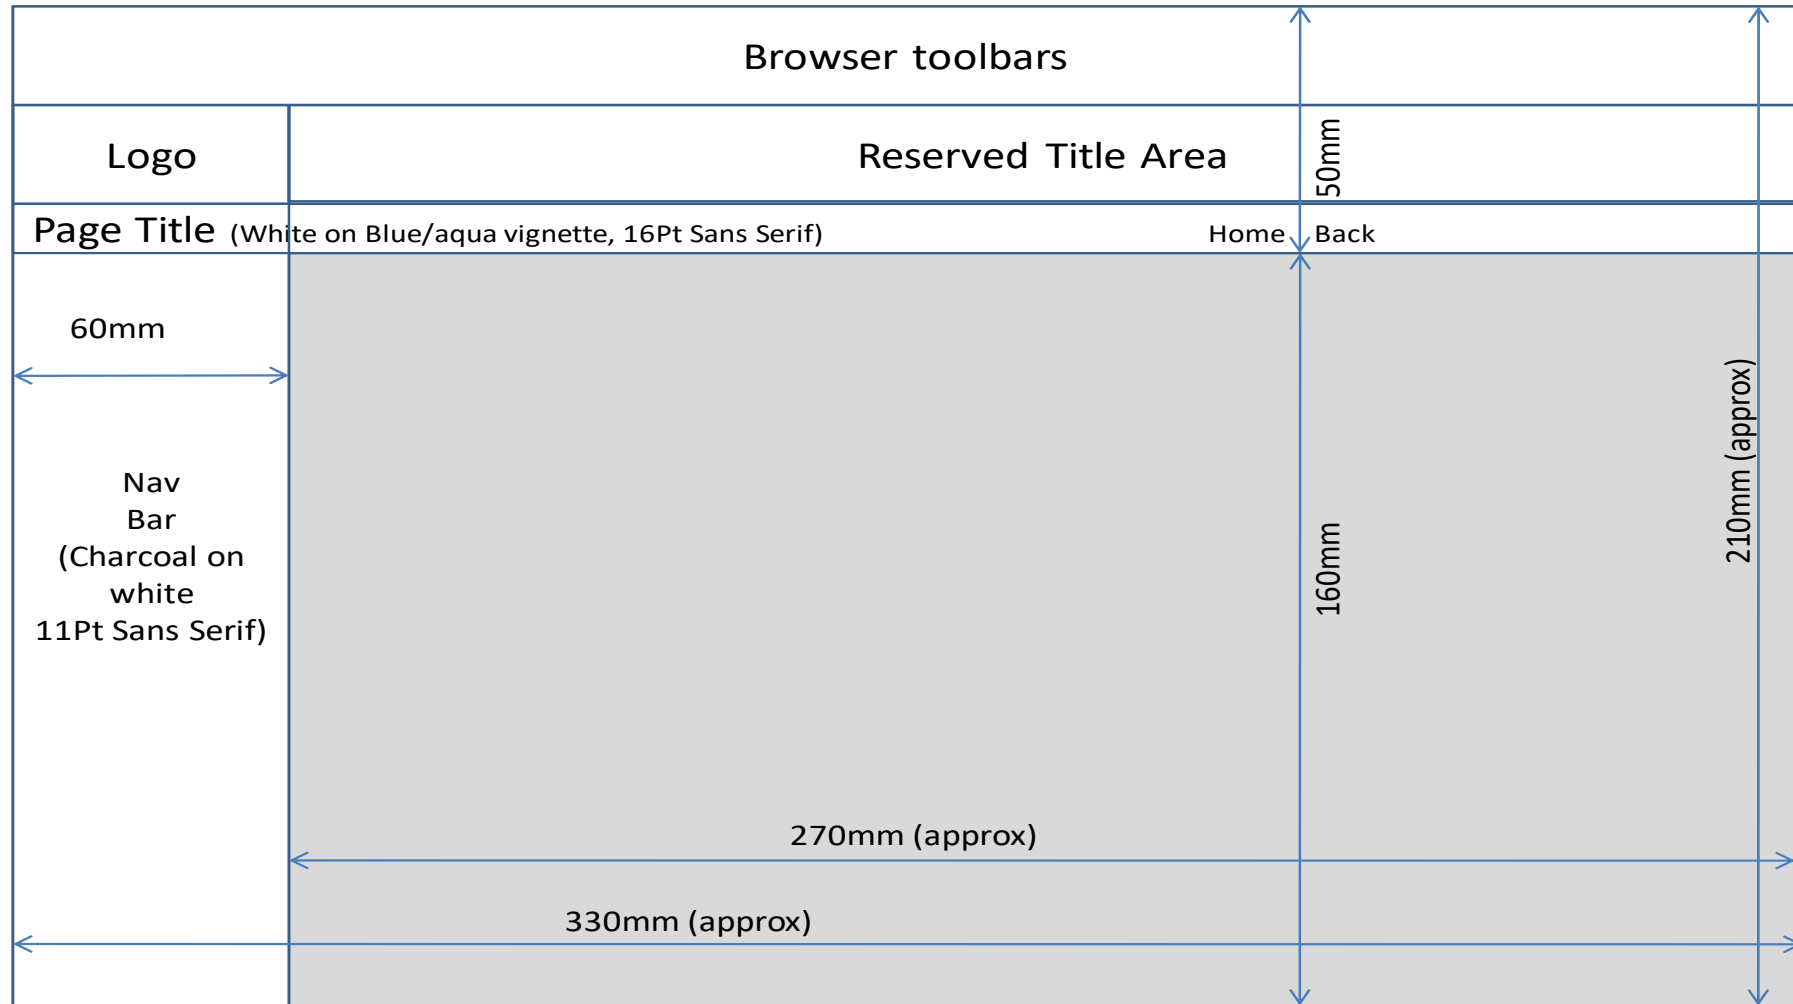 Browser toolbars
Logo
Reserved Title Area
50mm
Page Title (White on Blue/aqua vignette, 16Pt Sans Serif)
Home
Back
60mm
210mm (approx)
Nav
Bar
(Charcoal on
white
11Pt Sans Serif)
160mm
270mm (approx)
330mm (approx)